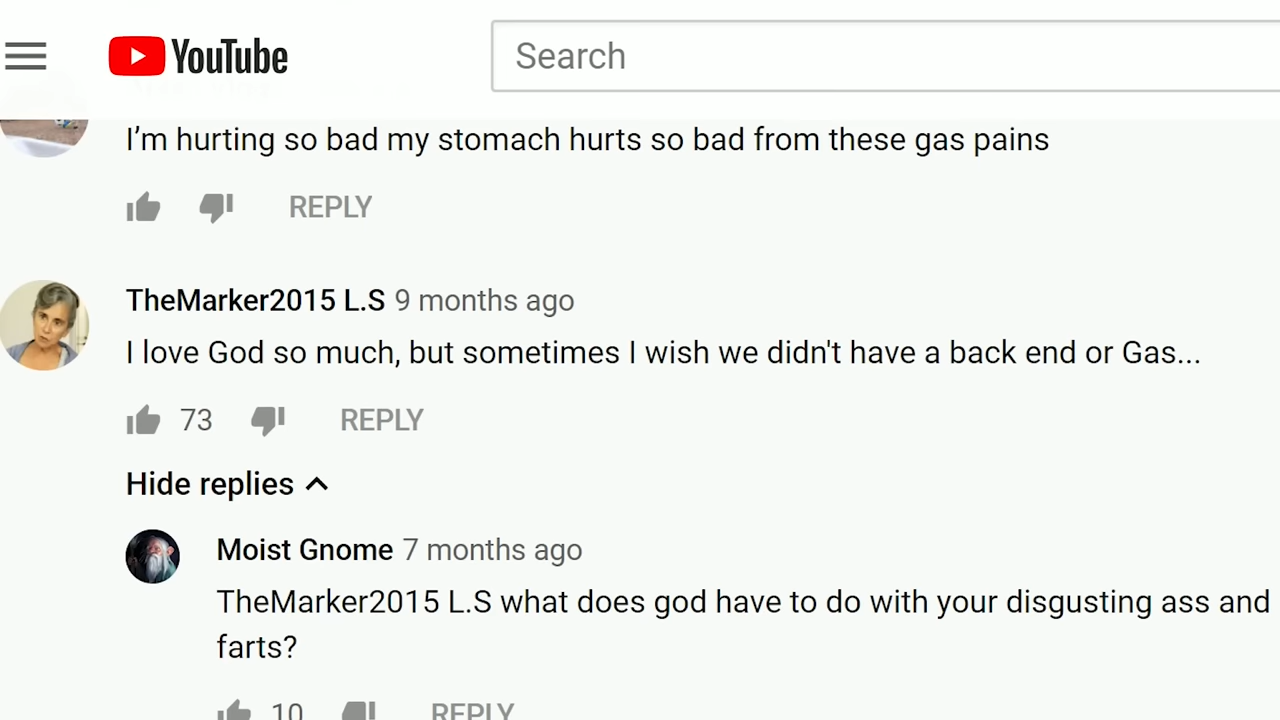 YouTube
Search
I’m hurting so bad my stomach hurts so bad from these gas pains
REPLY
TheMarker2015 L.S 9 months ago
I love God so much, but sometimes I wish we didn't have a back end or Gas...
73 REPLY
Hide replies
Moist Gnome 7 months ago
TheMarker2015 L.S what does god have to do with your disgusting ass and
farts?
10 REPLY